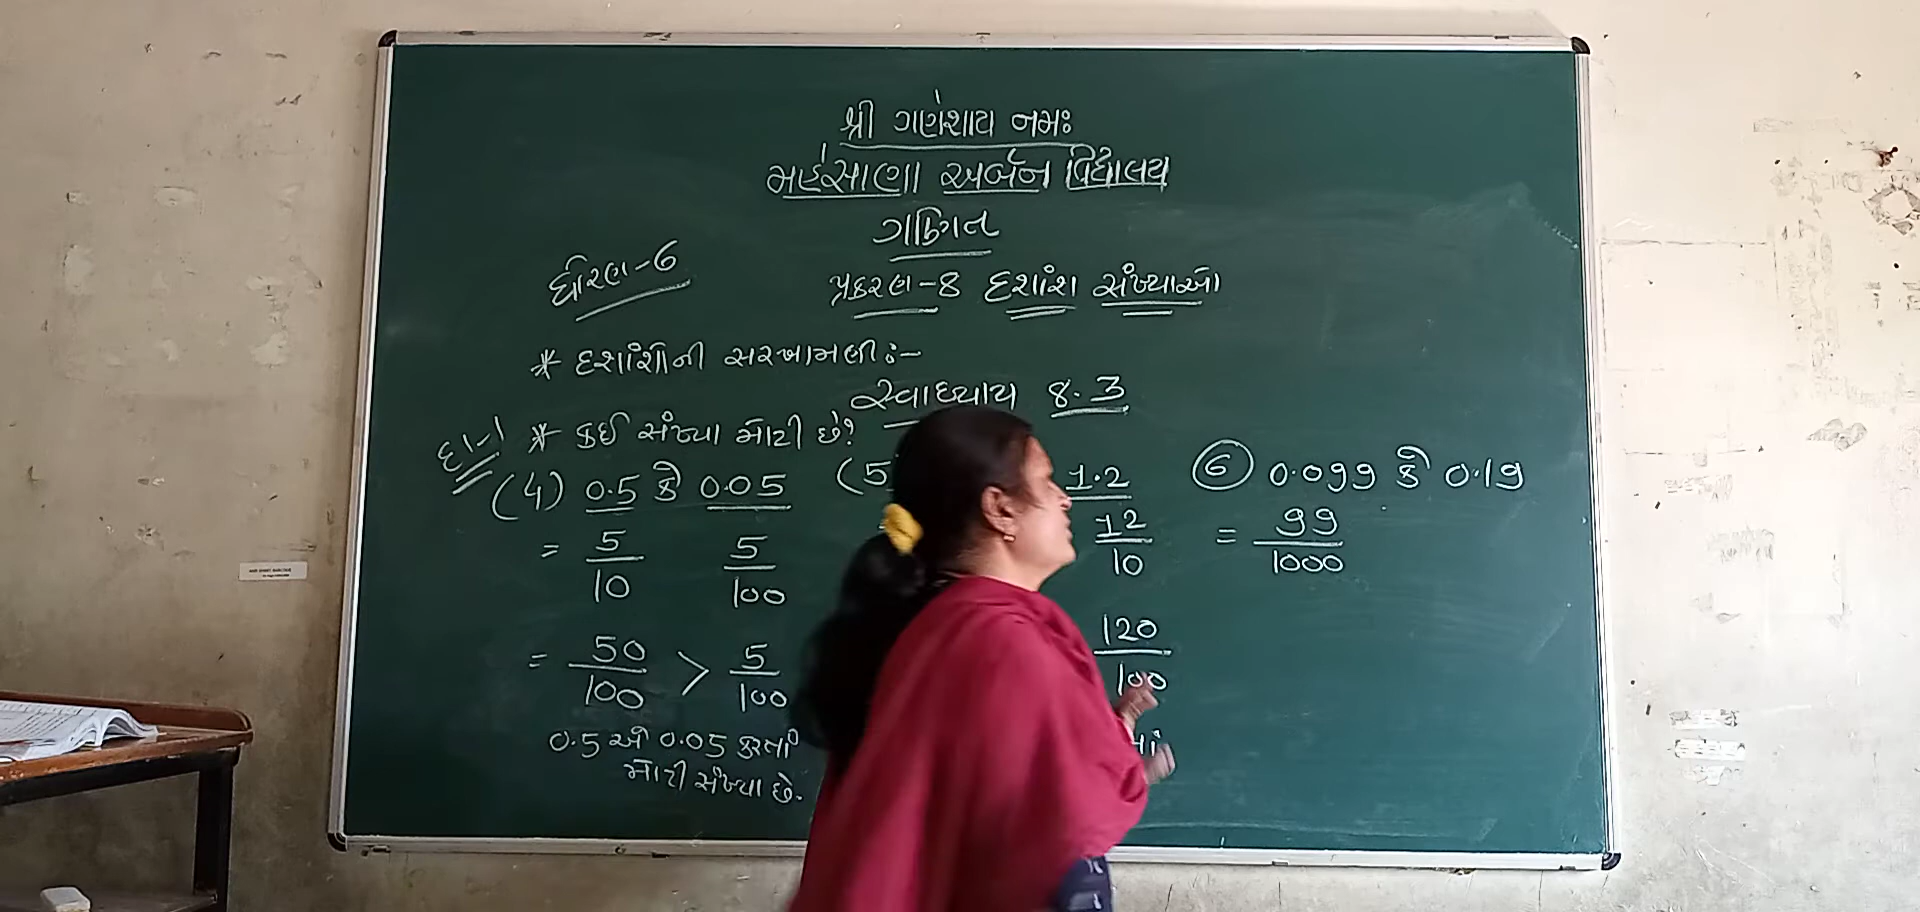 શ્રી ગણેશાય નમઃ
મહેસાણા અર્બન વિદ્યાલય
ગણિત
ધોરણ-6
પ્રકરણ-8 દશાંશ સંખ્યાઓ
* દશાંશોની સરખામણી :-
સ્વાધ્યાય 8.3
દા-1 * કઈ સંખ્યા મોટી છે?
(4) 0.5 કે 0.05
= 5/10 5/100
= 50/100 > 5/100
0.5 એ 0.05 કરતાં
મોટી સંખ્યા છે.
(5 1.2
12/10
120/100
⑥ 0.099 કે 0.19
= 99/1000